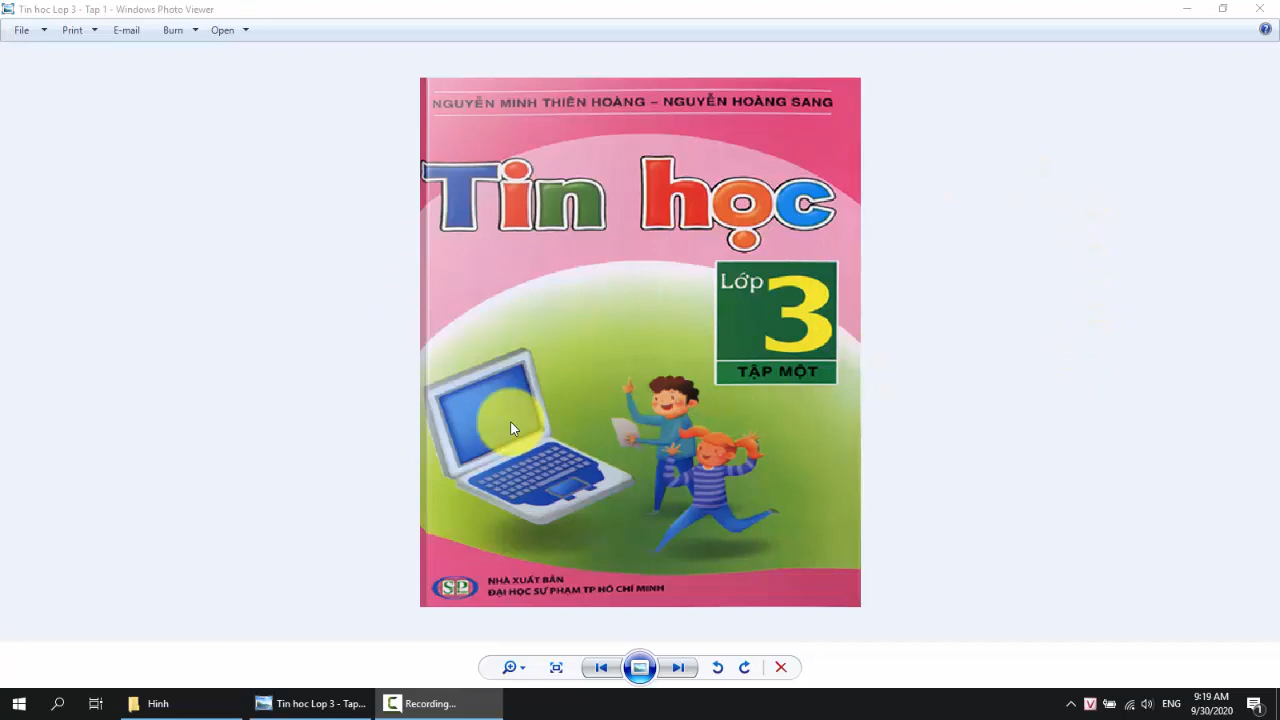 Tin hoc Lop 3 - Tap 1 - Windows Photo Viewer
File Print E-mail Burn Open
NGUYỄN MINH THIÊN HOÀNG – NGUYỄN HOÀNG SANG
Tin học
Lớp
3
TẬP MỘT
SP
NHÀ XUẤT BẢN
ĐẠI HỌC SƯ PHẠM TP HỒ CHÍ MINH
Hinh
Tin hoc Lop 3 - Tap...
Recording...
V
ENG
9:19 AM
9/30/2020
1